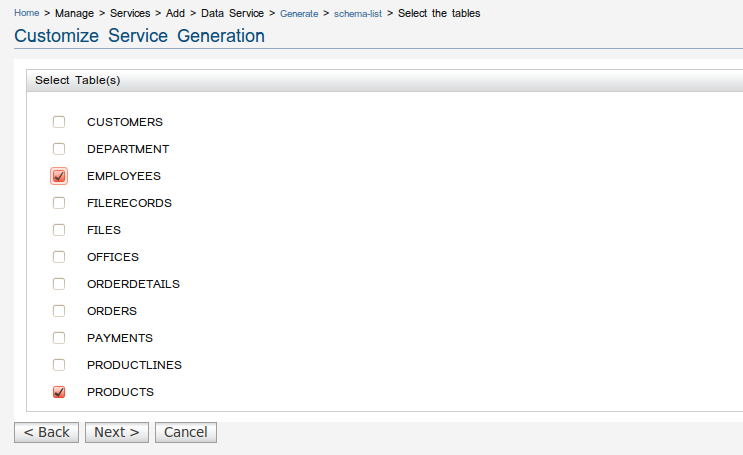 Home > Manage > Services > Add > Data Service > Generate > schema-list > Select the tables
Customize Service Generation
Select Table(s)
CUSTOMERS
DEPARTMENT
EMPLOYEES
FILERECORDS
FILES
OFFICES
ORDERDETAILS
ORDERS
PAYMENTS
PRODUCTLINES
PRODUCTS
< Back Next > Cancel